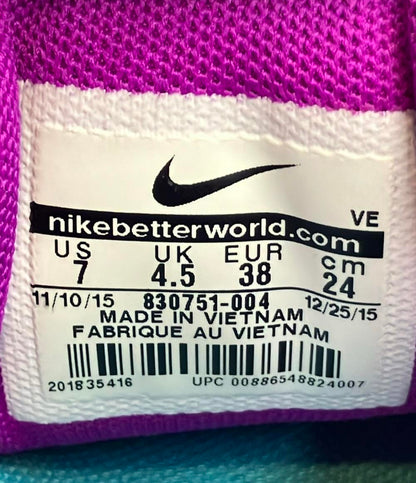 VE
nikebetterworld.com
US UK EUR cm
7 4.5 38 24
11/10/15 830751-004 12/25/15
MADE IN VIETNAM
FABRIQUE AU VIETNAM
201835416 UPC 00886548824007